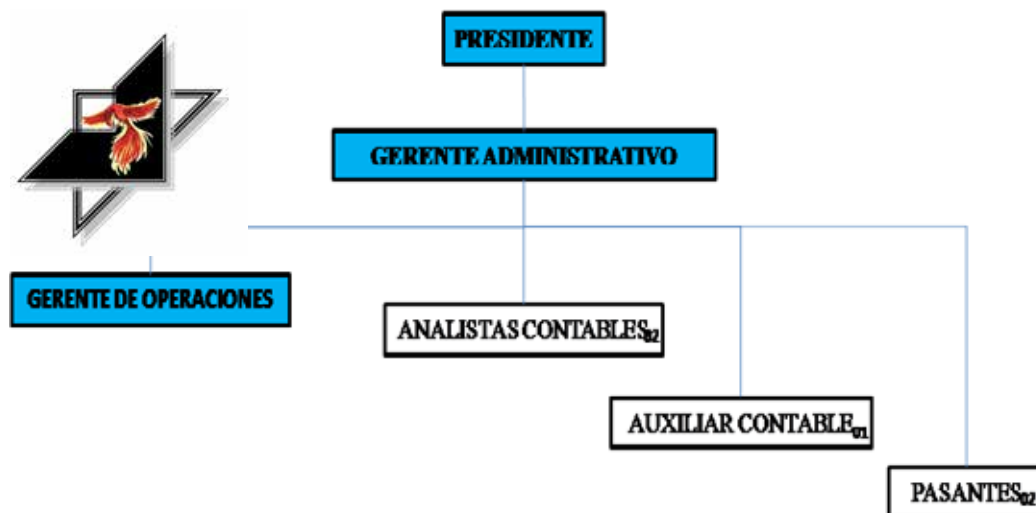 PRESIDENTE
GERENTE ADMINISTRATIVO
GERENTE DE OPERACIONES
ANALISTAS CONTABLES02
AUXILIAR CONTABLE01
PASANTES02